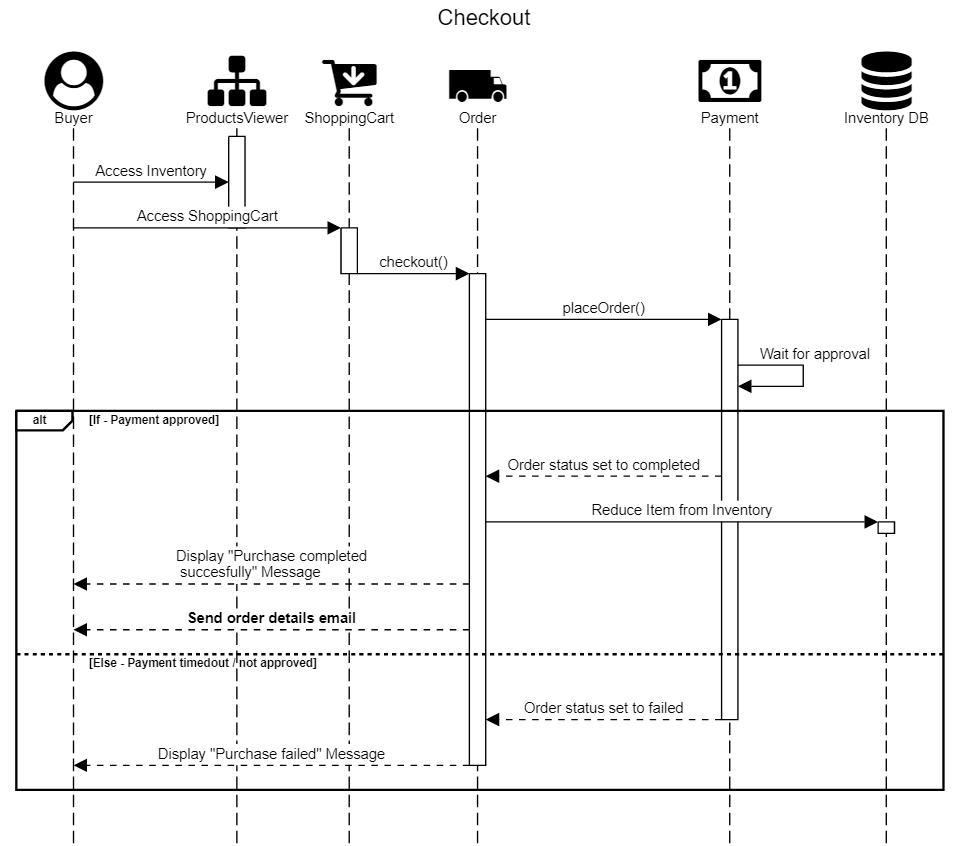 Checkout
Buyer
ProductsViewer
ShoppingCart
Order
Payment
Inventory DB
Access Inventory
Access ShoppingCart
checkout()
placeOrder()
Wait for approval
alt
[If - Payment approved]
Order status set to completed
Reduce Item from Inventory
Display "Purchase completed
succesfully" Message
Send order details email
[Else - Payment timedout / not approved]
Order status set to failed
Display "Purchase failed" Message